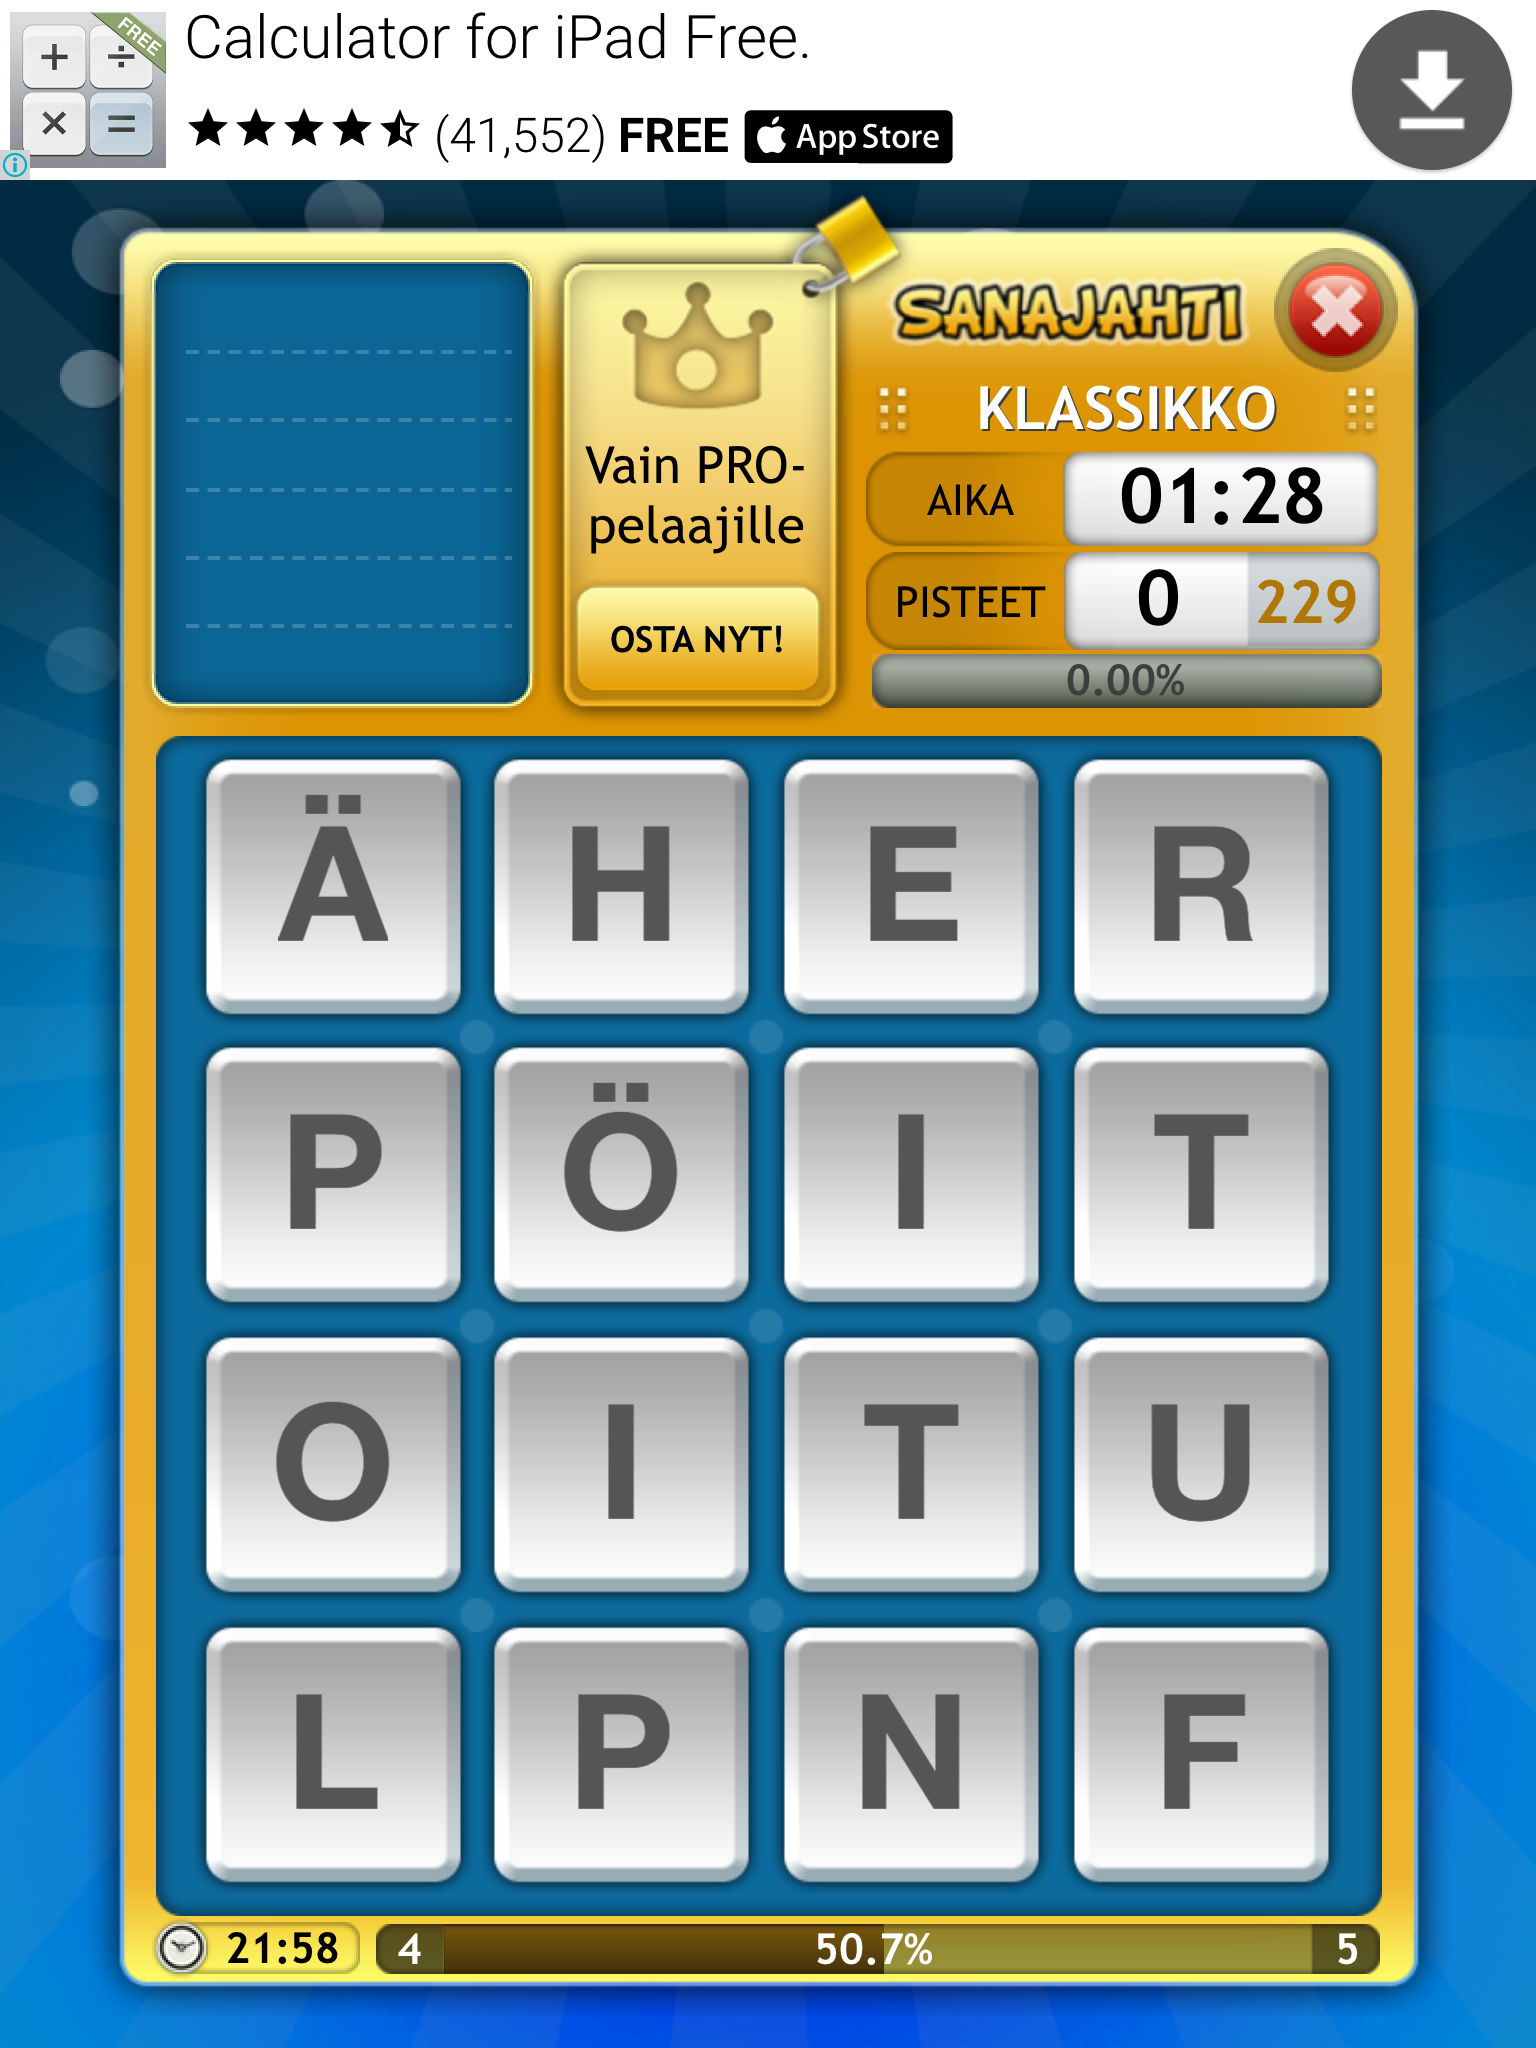 FREE
Calculator for iPad Free.
(41,552) FREE App Store
SANAJAHTI
KLASSIKKO
Vain PRO-
pelaajille
OSTA NYT!
AIKA 01:28
PISTEET 0 229
0.00%
Ä H E R
P Ö I T
O I T U
L P N F
21:58 4 50.7% 5